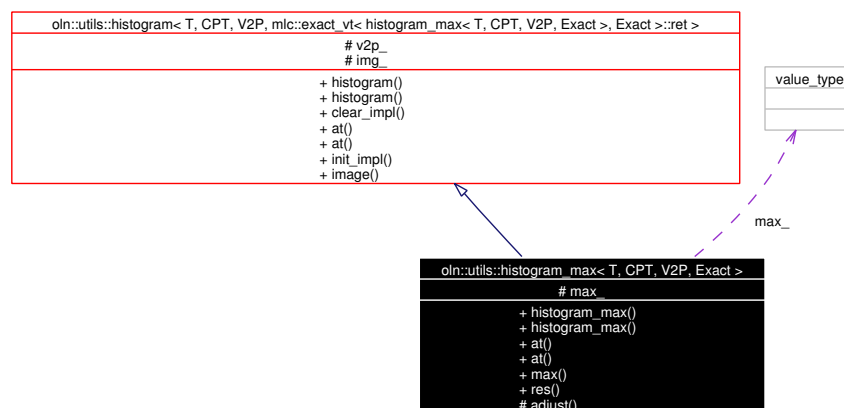 oln::utils::histogram< T, CPT, V2P, mlc::exact_vt< histogram_max< T, CPT, V2P, Exact >, Exact >::ret >
# v2p_
# img_
+ histogram()
+ histogram()
+ clear_impl()
+ at()
+ at()
+ init_impl()
+ image()
value_type
max_
oln::utils::histogram_max< T, CPT, V2P, Exact >
# max_
+ histogram_max()
+ histogram_max()
+ at()
+ at()
+ max()
+ res()
# adjust()